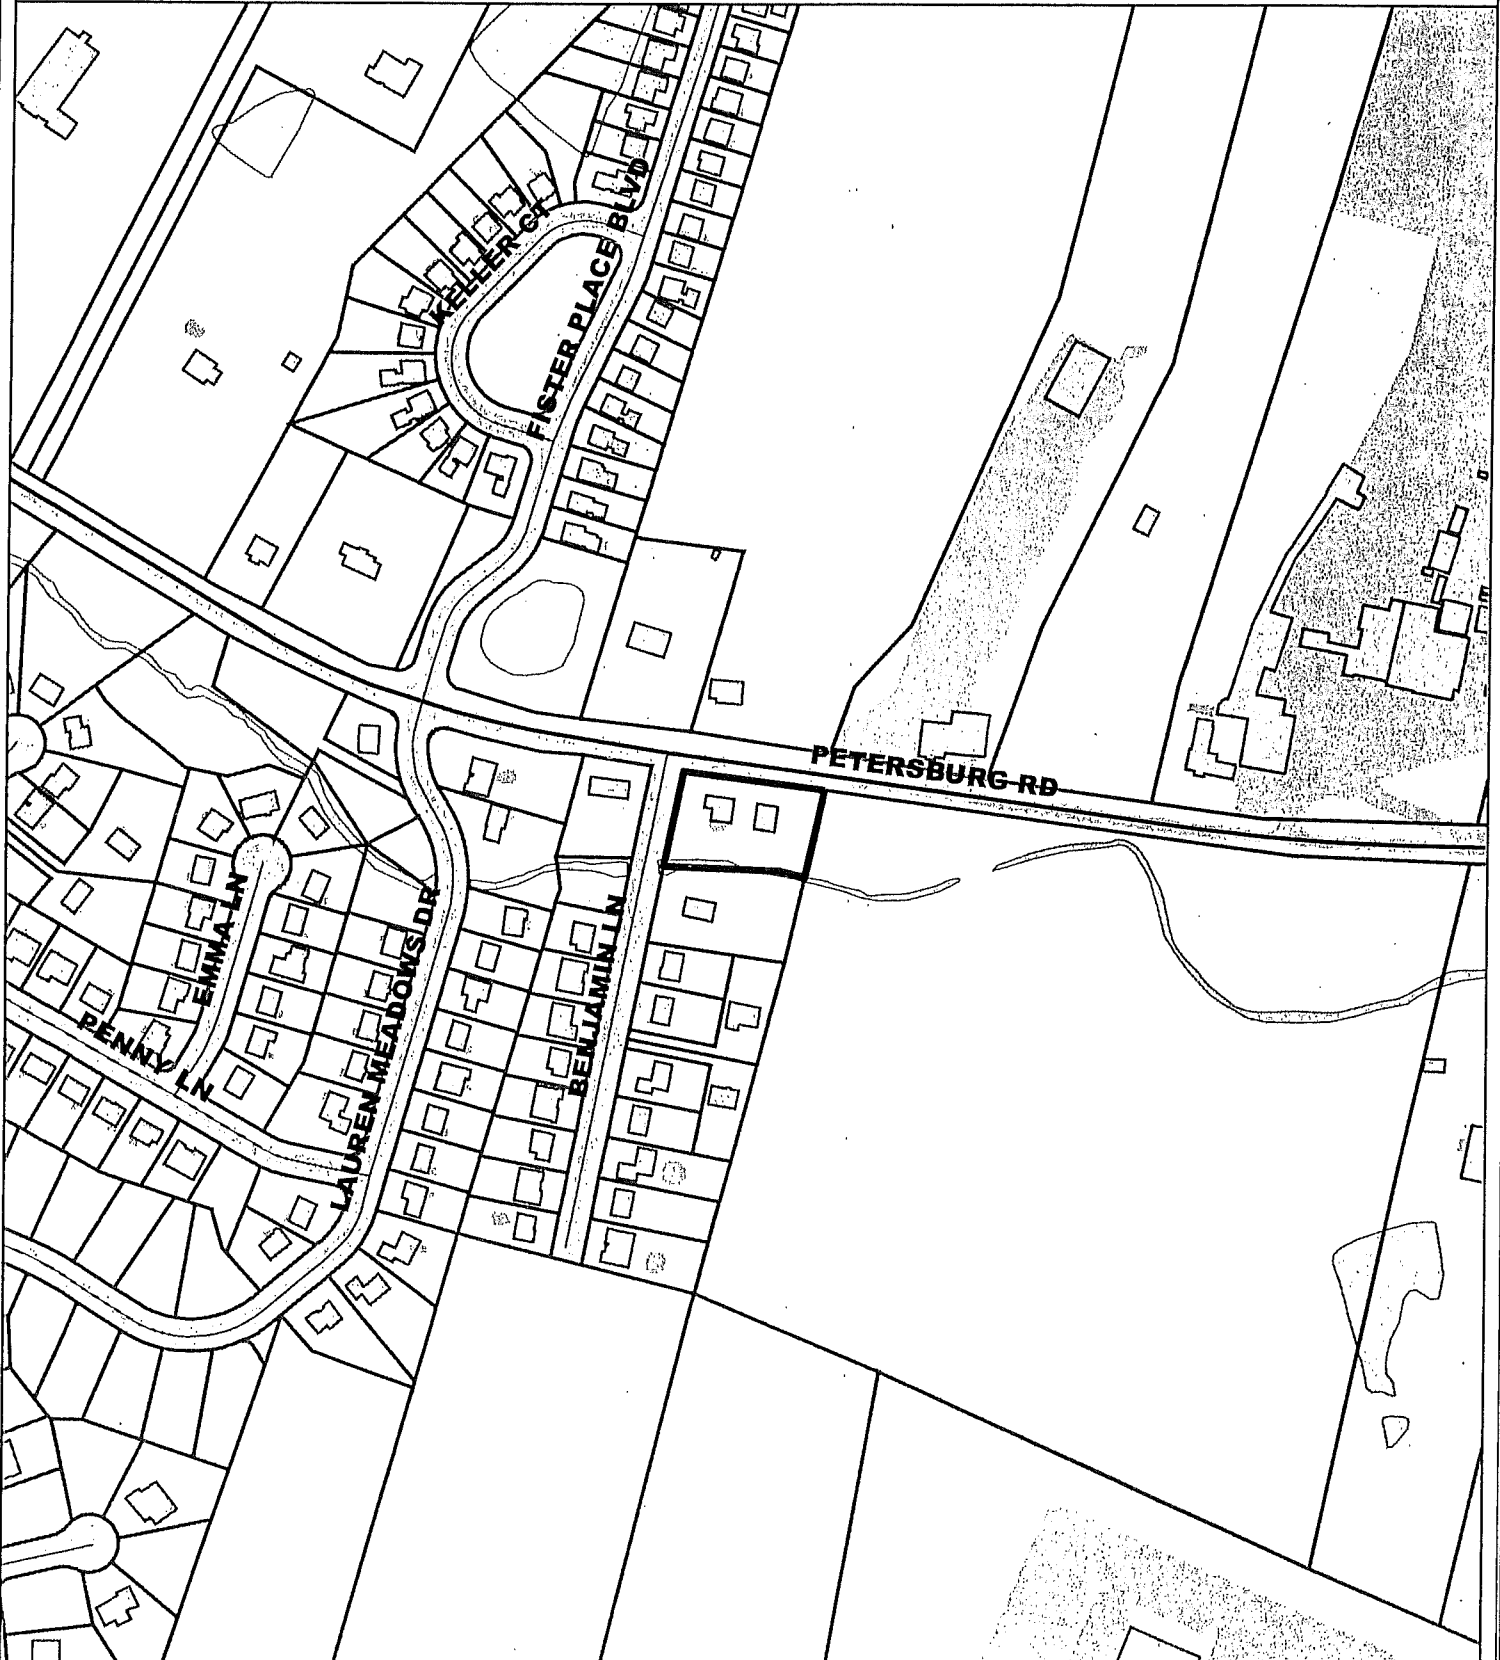 KELLER CT
FISTER PLACE BLVD
PETERSBURG RD
EMMA LN
LAUREN MEADOWS DR
BENJAMIN LN
PENNY LN